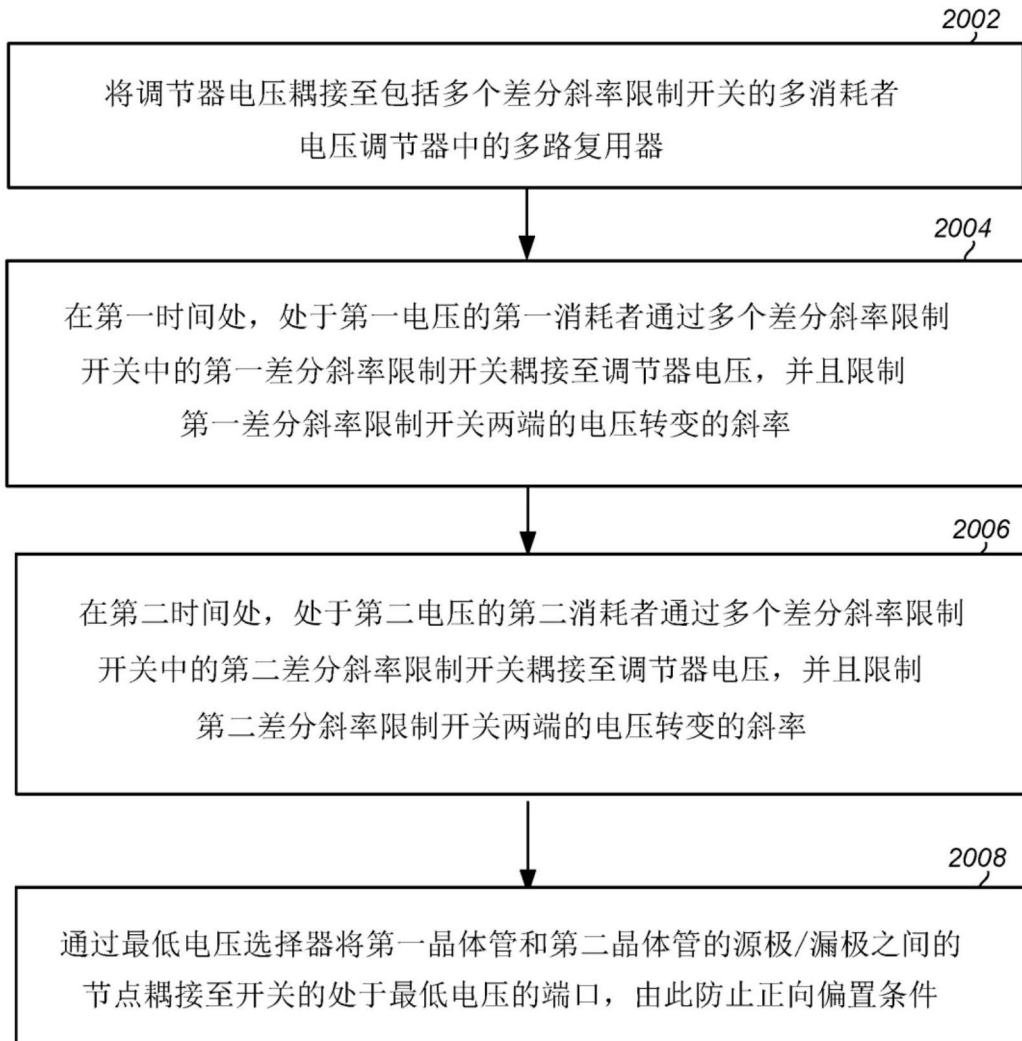 2002
将调节器电压耦接至包括多个差分斜率限制开关的多消耗者
电压调节器中的多路复用器
2004
在第一时间处，处于第一电压的第一消耗者通过多个差分斜率限制
开关中的第一差分斜率限制开关耦接至调节器电压，并且限制
第一差分斜率限制开关两端的电压转变的斜率
2006
在第二时间处，处于第二电压的第二消耗者通过多个差分斜率限制
开关中的第二差分斜率限制开关耦接至调节器电压，并且限制
第二差分斜率限制开关两端的电压转变的斜率
2008
通过最低电压选择器将第一晶体管和第二晶体管的源极/漏极之间的
节点耦接至开关的处于最低电压的端口，由此防止正向偏置条件